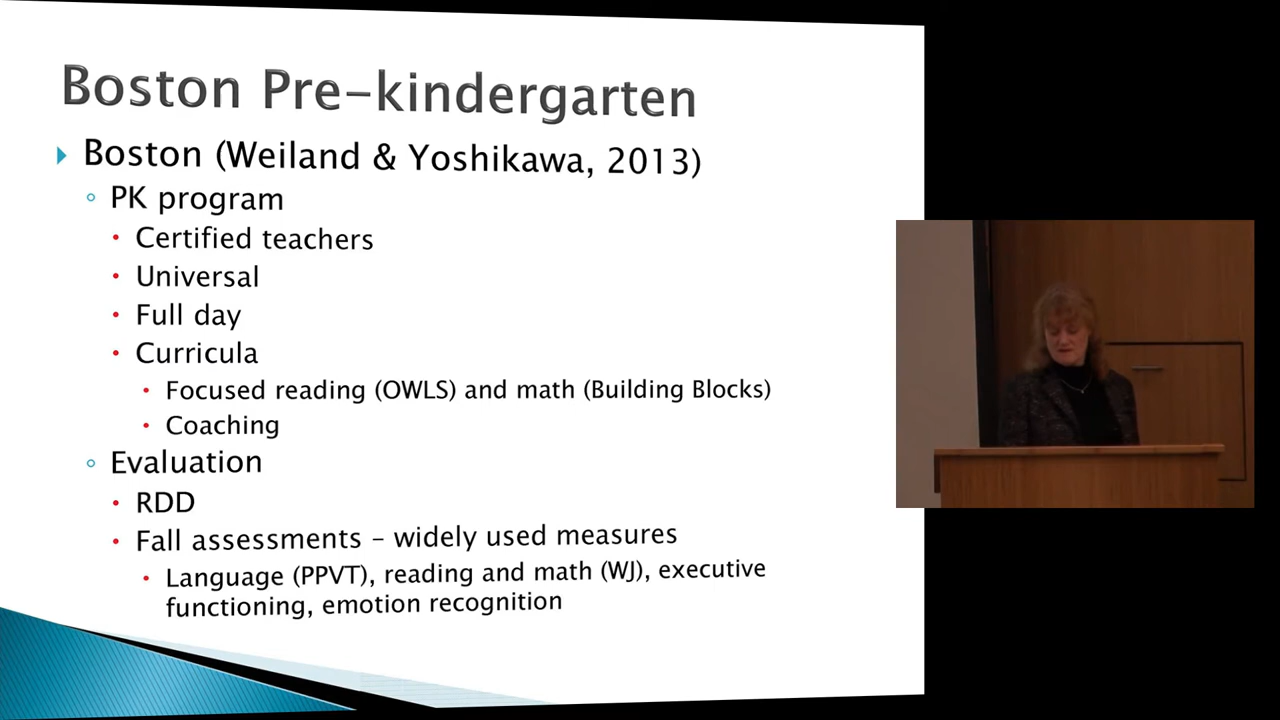 Boston Pre-kindergarten
Boston (Weiland & Yoshikawa, 2013)
PK program
Certified teachers
Universal
Full day
Curricula
Focused reading (OWLS) and math (Building Blocks)
Coaching
Evaluation
RDD
Fall assessments – widely used measures
Language (PPVT), reading and math (WJ), executive
functioning, emotion recognition